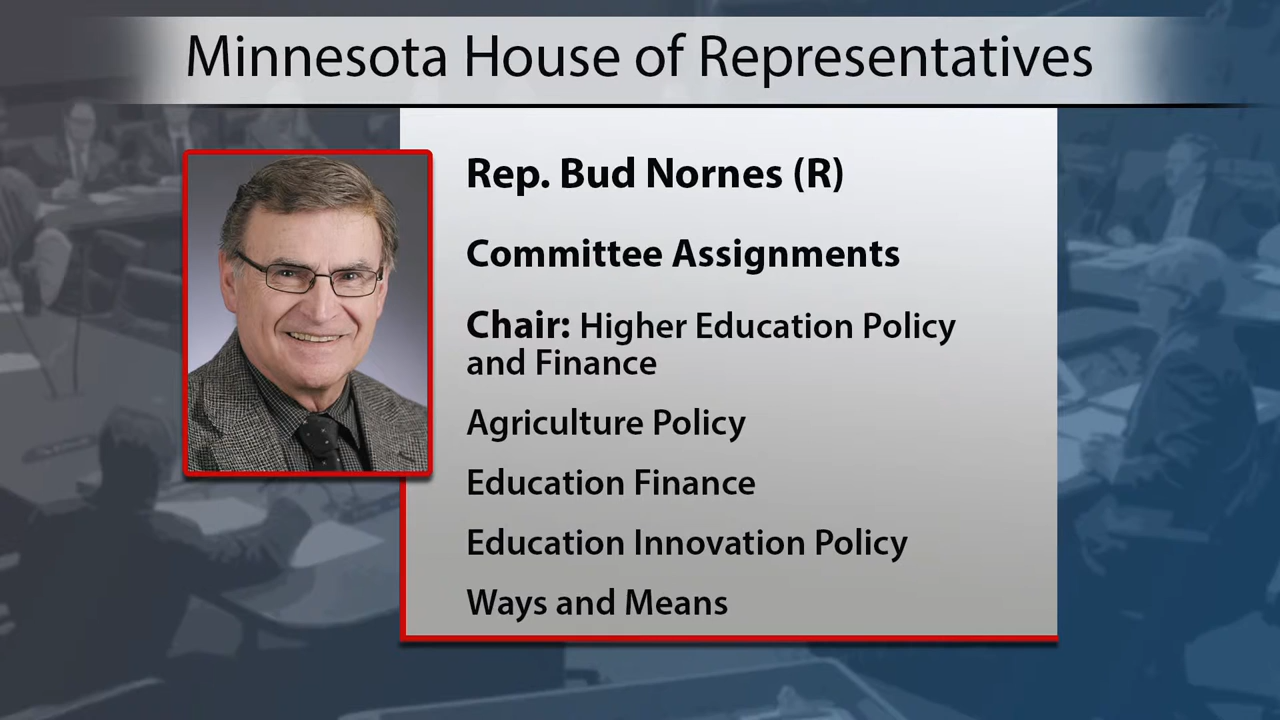 Minnesota House of Representatives
Rep. Bud Nornes (R)
Committee Assignments
Chair: Higher Education Policy
and Finance
Agriculture Policy
Education Finance
Education Innovation Policy
Ways and Means